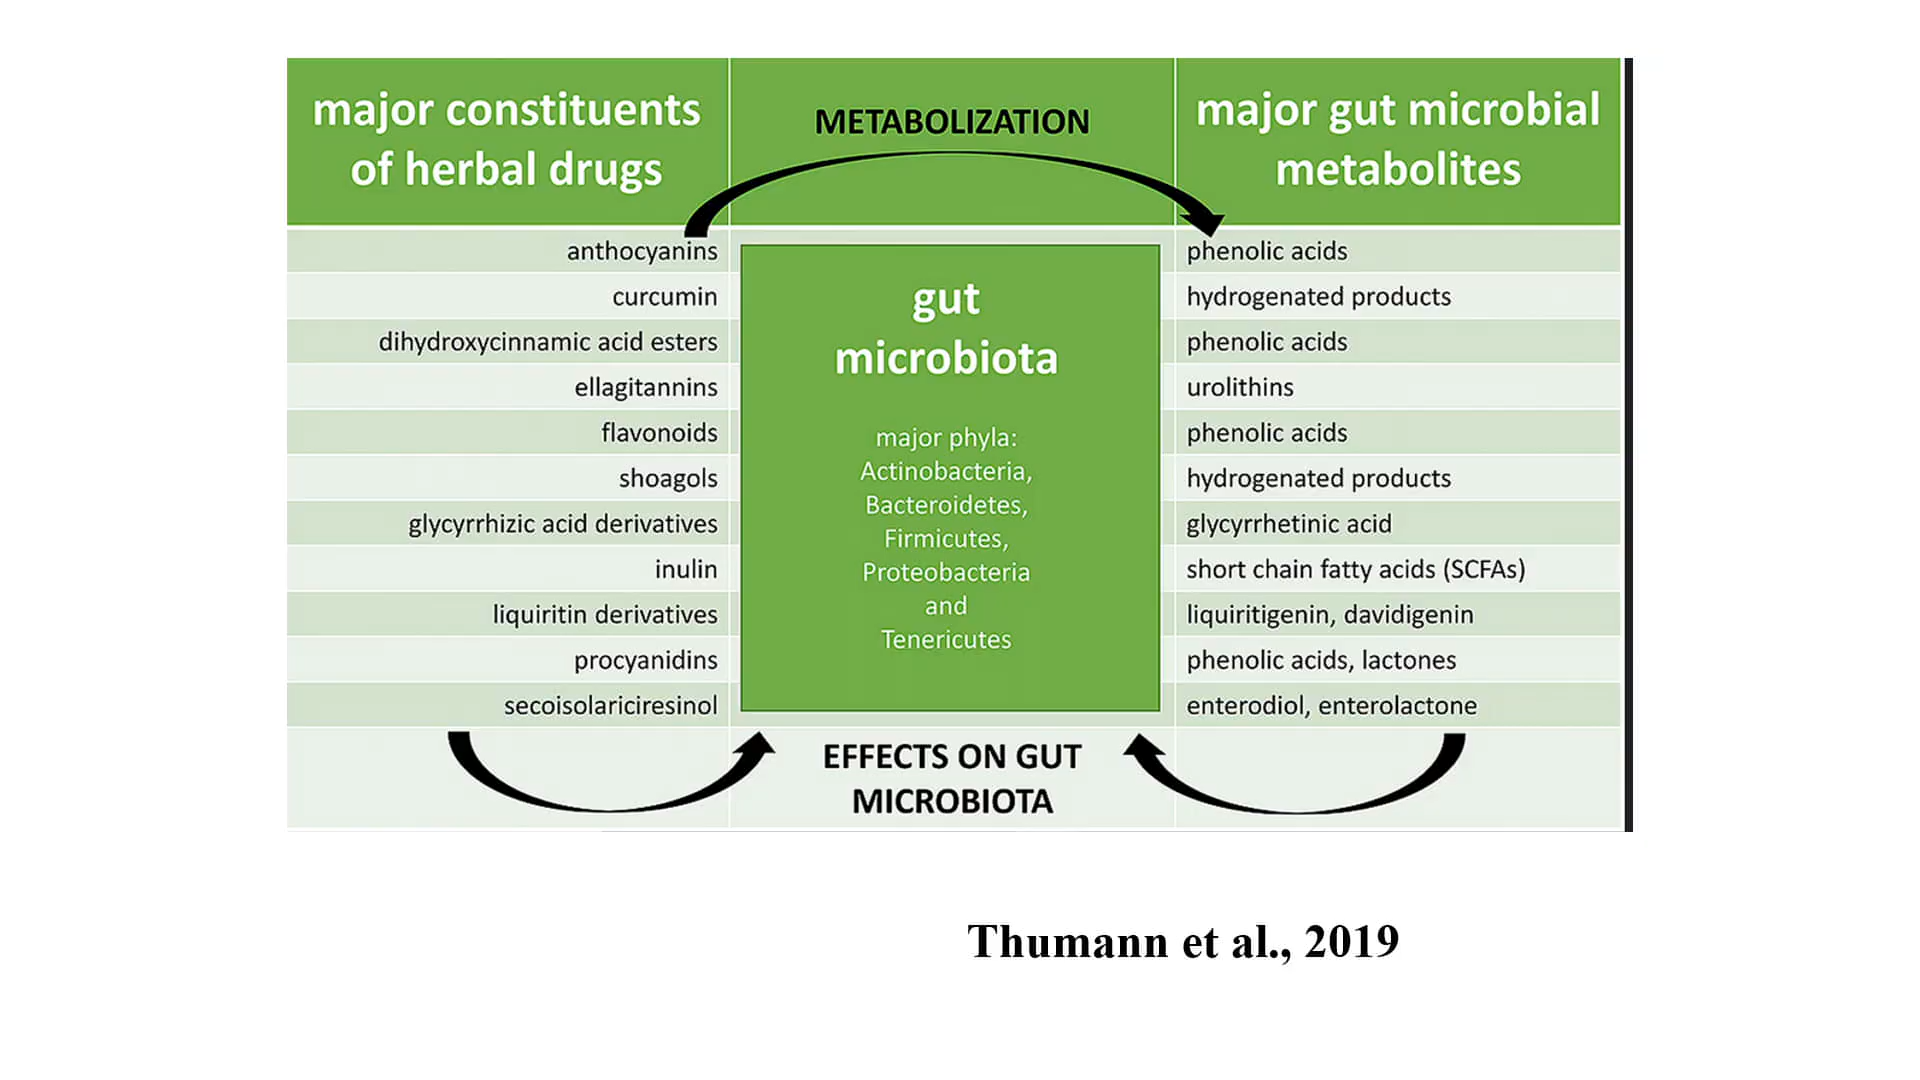 major constituents
of herbal drugs
METABOLIZATION
major gut microbial
metabolites
anthocyanins
phenolic acids
curcumin
hydrogenated products
dihydroxycinnamic acid esters
phenolic acids
ellagitannins
urolithins
flavonoids
phenolic acids
shoagols
hydrogenated products
glycyrrhizic acid derivatives
glycyrrhetinic acid
inulin
short chain fatty acids (SCFAs)
liquiritin derivatives
liquiritigenin, davidigenin
procyanidins
phenolic acids, lactones
secoisolariciresinol
enterodiol, enterolactone
gut
microbiota
major phyla:
Actinobacteria,
Bacteroidetes,
Firmicutes,
Proteobacteria
and
Tenericutes
EFFECTS ON GUT
MICROBIOTA
Thumann et al., 2019